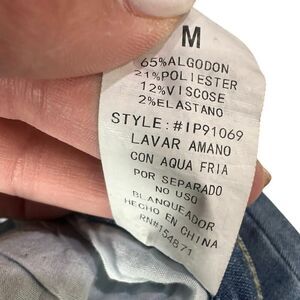 M
65%ALGODON
21%POLIESTER
12%VISCOSE
2%ELASTANO
STYLE:#IP91069
LAVAR AMANO
CON AQUA FRIA
POR SEPARADO
NO USO
BLANQUEADOR
HECHO EN CHINA
RN#154871